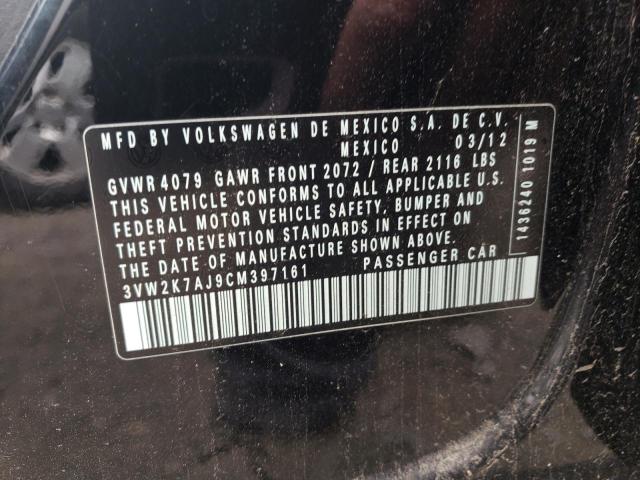 MFD BY VOLKSWAGEN DE MEXICO S.A. DE C.V.
MEXICO 03/12
GVWR4079 GAWR FRONT 2072 / REAR 2116 LBS
THIS VEHICLE CONFORMS TO ALL APPLICABLE U.S.
FEDERAL MOTOR VEHICLE SAFETY, BUMPER AND
THEFT PREVENTION STANDARDS IN EFFECT ON
THE DATE OF MANUFACTURE SHOWN ABOVE.
3VW2K7AJ9CM397161 PASSENGER CAR
1436240 1019 M